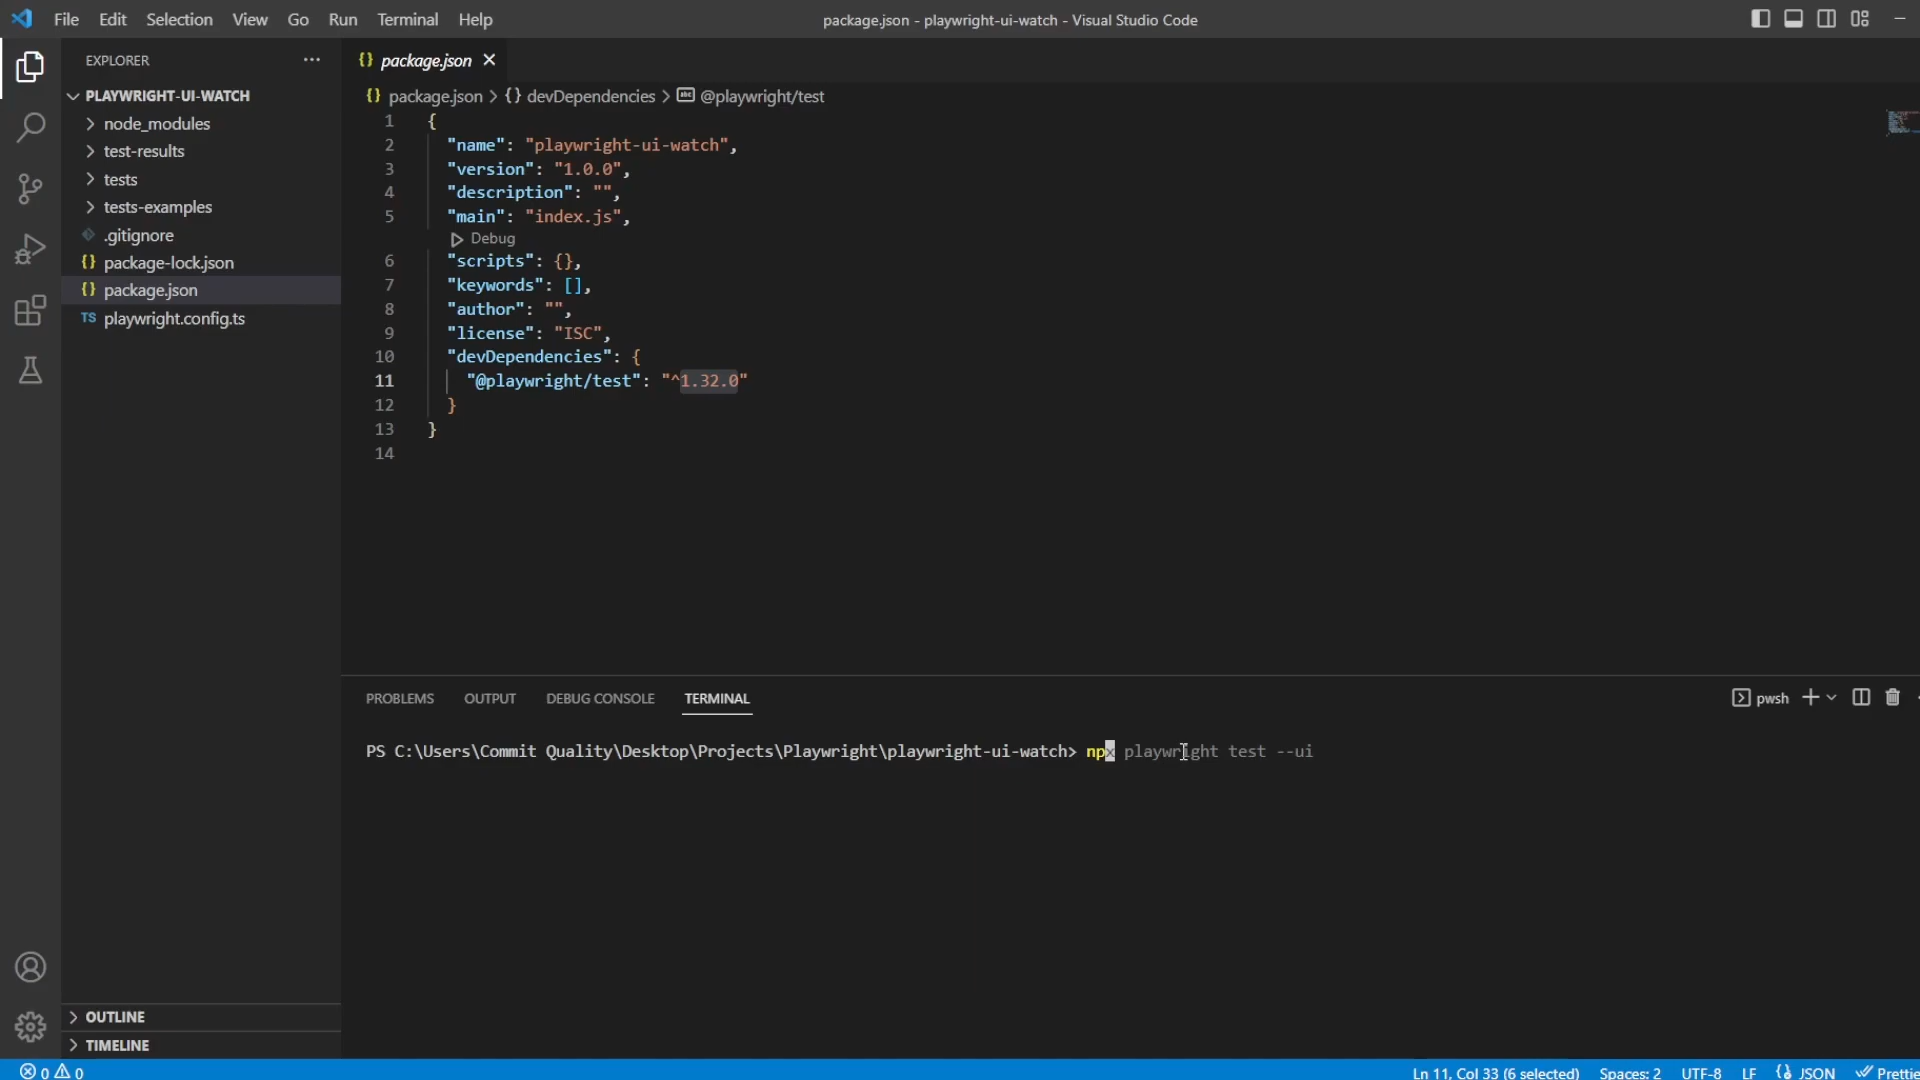 File Edit Selection View Go Run Terminal Help
package.json - playwright-ui-watch - Visual Studio Code
EXPLORER
PLAYWRIGHT-UI-WATCH
node_modules
test-results
tests
tests-examples
.gitignore
{} package-lock.json
{} package.json
TS playwright.config.ts
OUTLINE
TIMELINE
{} package.json
{} package.json > {} devDependencies > abc @playwright/test
1 {
2 "name": "playwright-ui-watch",
3 "version": "1.0.0",
4 "description": "",
5 "main": "index.js",
Debug
6 "scripts": {},
7 "keywords": [],
8 "author": "",
9 "license": "ISC",
10 "devDependencies": {
11 "@playwright/test": "^1.32.0"
12 }
13 }
14
PROBLEMS OUTPUT DEBUG CONSOLE TERMINAL
pwsh
PS C:\Users\Commit Quality\Desktop\Projects\Playwright\playwright-ui-watch> npx playwright test --ui
0 0
Ln 11, Col 33 (6 selected) Spaces: 2 UTF-8 LF {} JSON Prettie